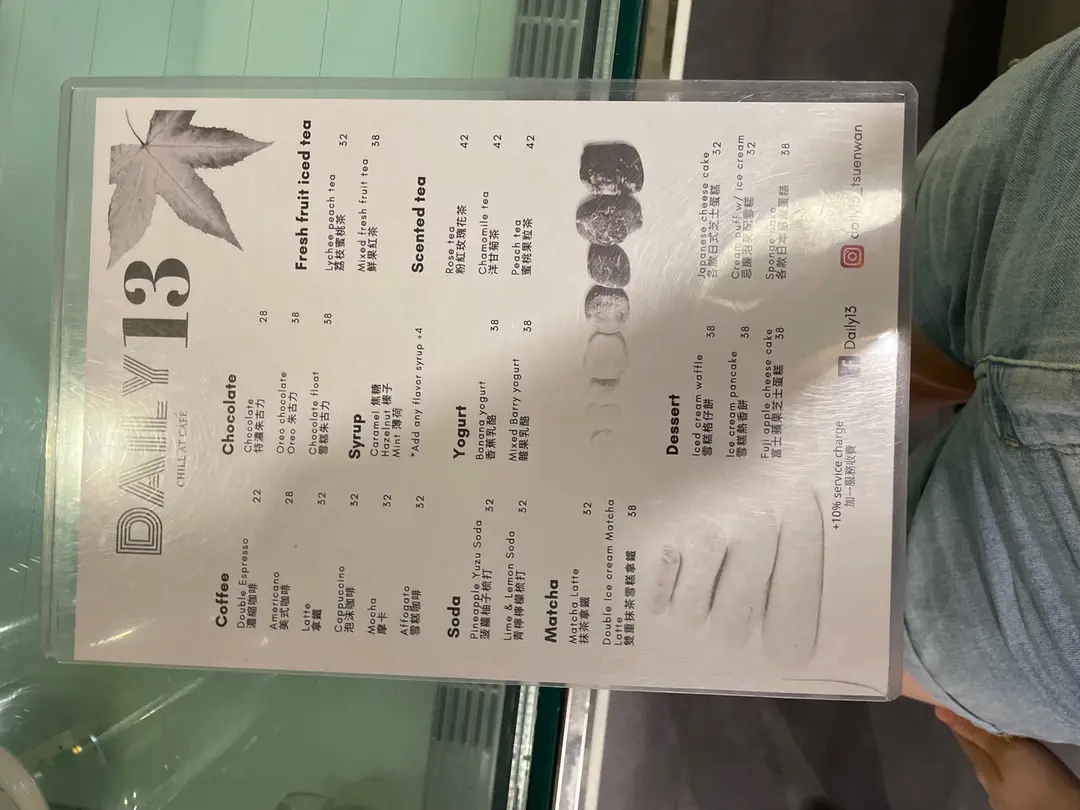 DAILY 13
CHILL AT CAFÉ
Coffee
Double Espresso 22
濃縮咖啡
Americano 28
美式咖啡
Latte 32
拿鐵
Cappuccino 32
泡沫咖啡
Mocha 32
摩卡
Affogato 32
雪糕咖啡
Soda
Pineapple Yuzu Soda 32
菠蘿柚子梳打
Lime & Lemon Soda 32
青檸檸檬梳打
Matcha
Matcha Latte 32
抹茶拿鐵
Double Ice cream Matcha
Latte 38
雙重抹茶雪糕拿鐵
Chocolate
Chocolate 28
特濃朱古力
Oreo chocolate 38
Oreo 朱古力
Chocolate float 38
雪糕朱古力
Syrup
Caramel 焦糖
Hazelnut 榛子
Mint 薄荷
*Add any flavor syrup +4
Yogurt
Banana yogurt 38
香蕉乳酪
Mixed Barry yogurt 38
雜果乳酪
Fresh fruit iced tea
Lychee peach tea 32
荔枝蜜桃茶
Mixed fresh fruit tea 38
鮮果紅茶
Scented tea
Rose tea 42
粉紅玫瑰花茶
Chamomile tea 42
洋甘菊茶
Peach tea 42
蜜桃果粒茶
Dessert
Iced cream waffle 38
雪糕格仔餅
Ice cream pancake 38
雪糕熱香餅
Fuji apple cheese cake 38
富士蘋果芝士蛋糕
Japanese cheese cake 32
各款日式芝士蛋糕
Cream puff w/ ice cream 32
忌廉泡芙配雪糕
Sponge cake 38
各款日本忌廉蛋糕
+10% service charge
加一服務收費
Daily13
daily13_tsuenwan